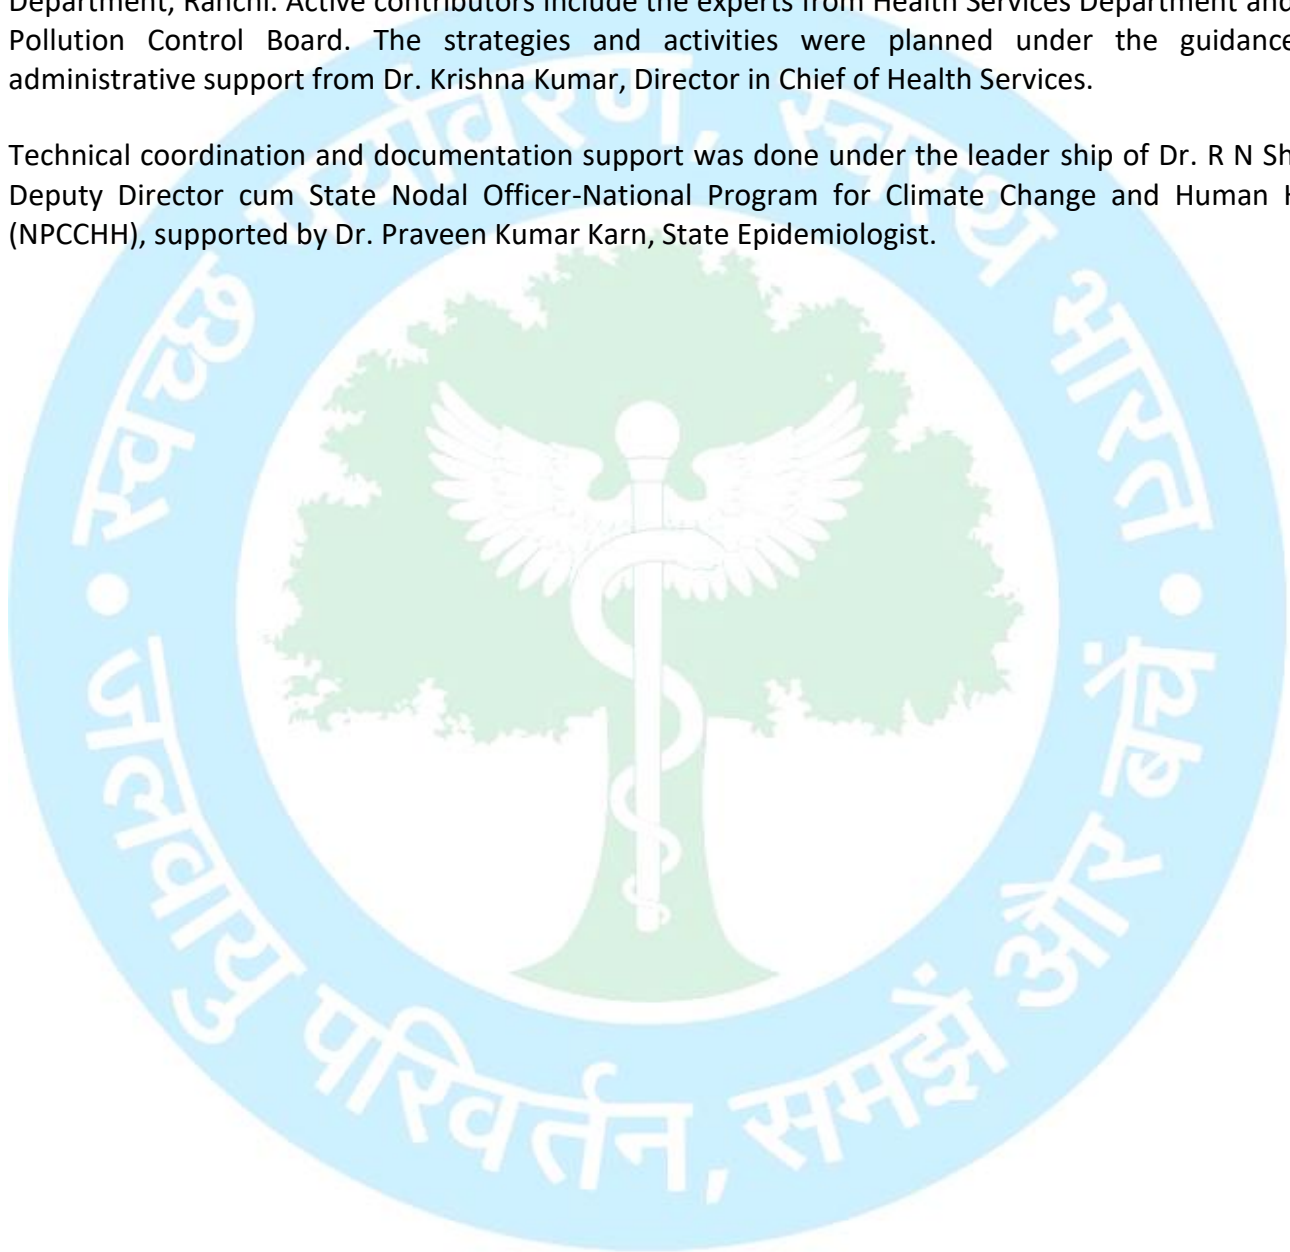 Department, Ranchi. Active contributors include the experts from Health Services Department and
Pollution Control Board. The strategies and activities were planned under the guidance
administrative support from Dr. Krishna Kumar, Director in Chief of Health Services.
Technical coordination and documentation support was done under the leader ship of Dr. R N Sh
Deputy Director cum State Nodal Officer-National Program for Climate Change and Human H
(NPCCHH), supported by Dr. Praveen Kumar Karn, State Epidemiologist.
स्वच्छ पर्यावरण, स्वस्थ भारत
जलवायु परिवर्तन, समझें और बचें